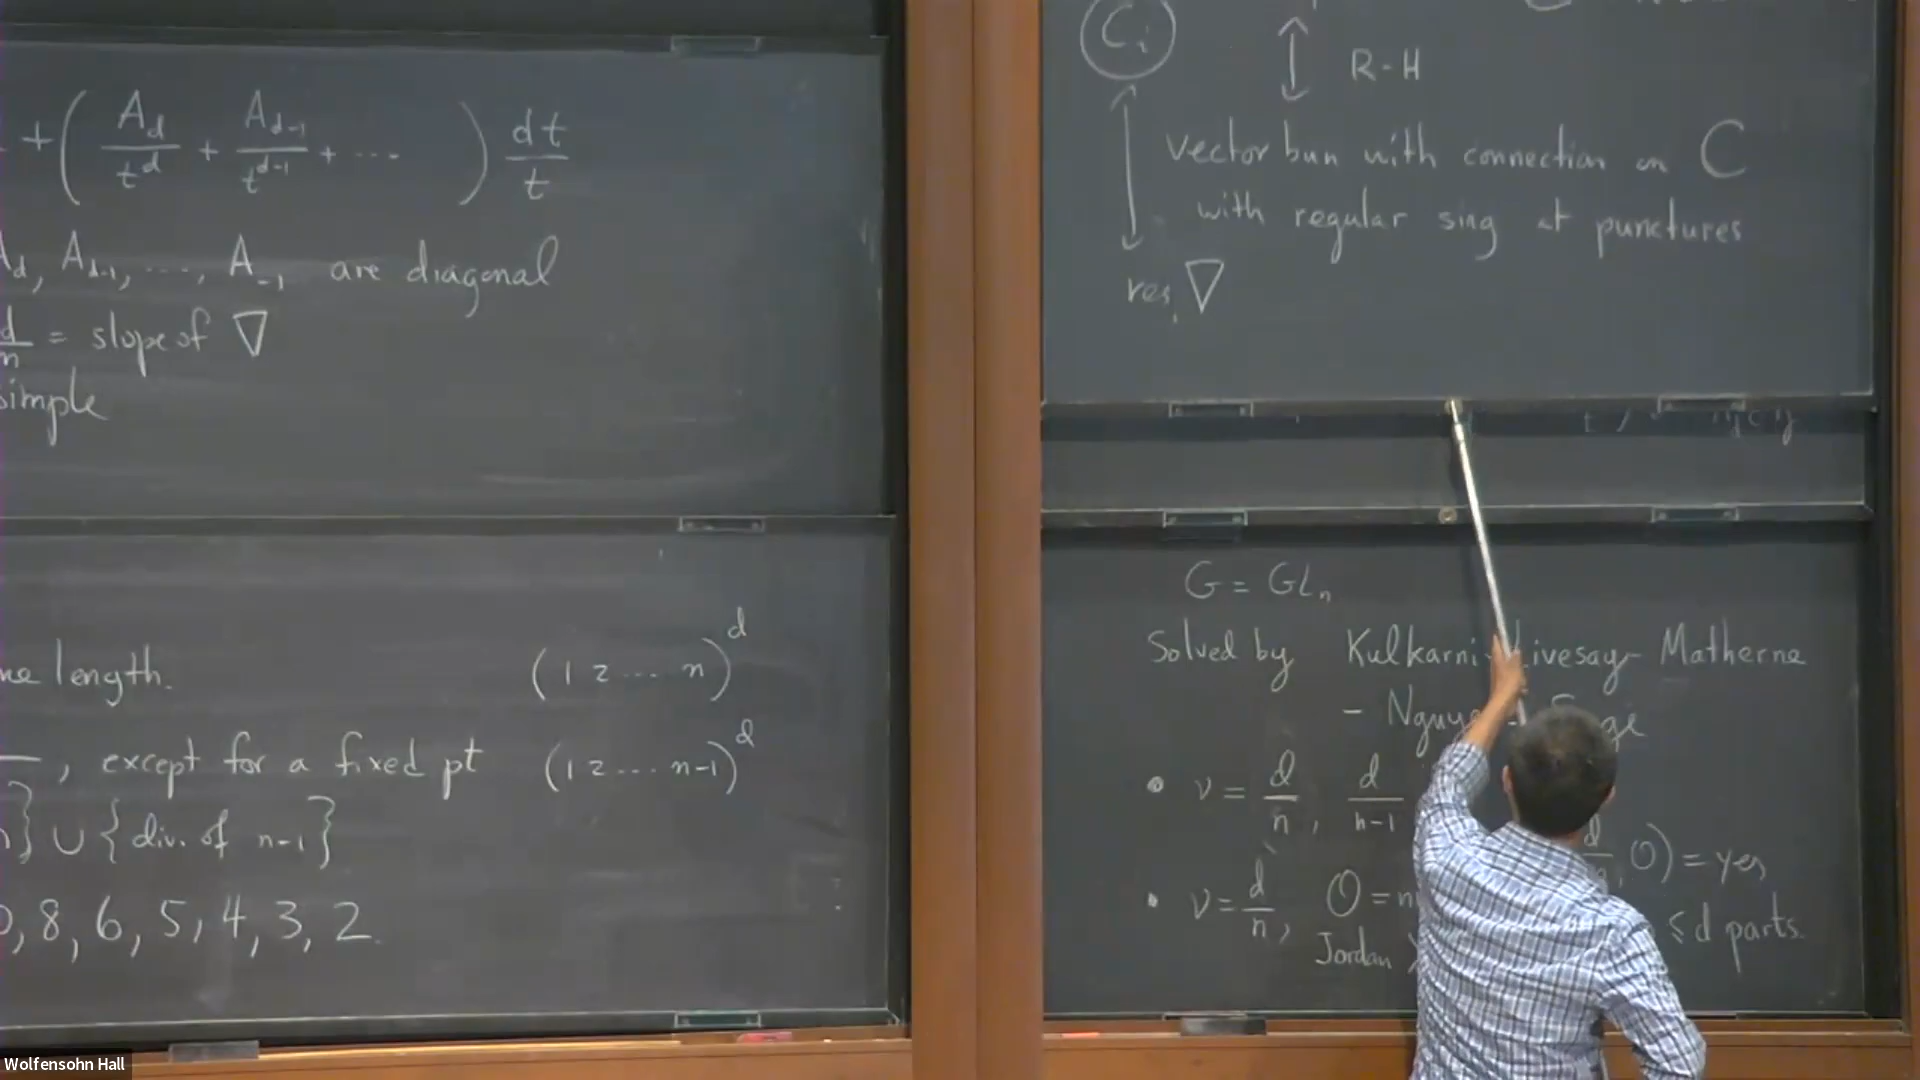 + ( A_d/t^d + A_{d-1}/t^{d-1} + ... ) dt/t
A_d, A_{d-1}, ..., A_{-1} are diagonal
d/n = slope of ∇
simple
length.
(1 2 ... n)^d
, except for a fixed pt (1 2 ... n-1)^d
} ∪ {div. of n-1}
, 8, 6, 5, 4, 3, 2.
C_i
R-H
vector bun with connection on C
with regular sing at punctures
res_i ∇
G = GL_n
Solved by Kulkarni-Livesay-Matherne
-
• ν = d/n, d/n-1
O) = yes
• ν = d/n, O = n
Jordan ≤ d parts.
Wolfensohn Hall